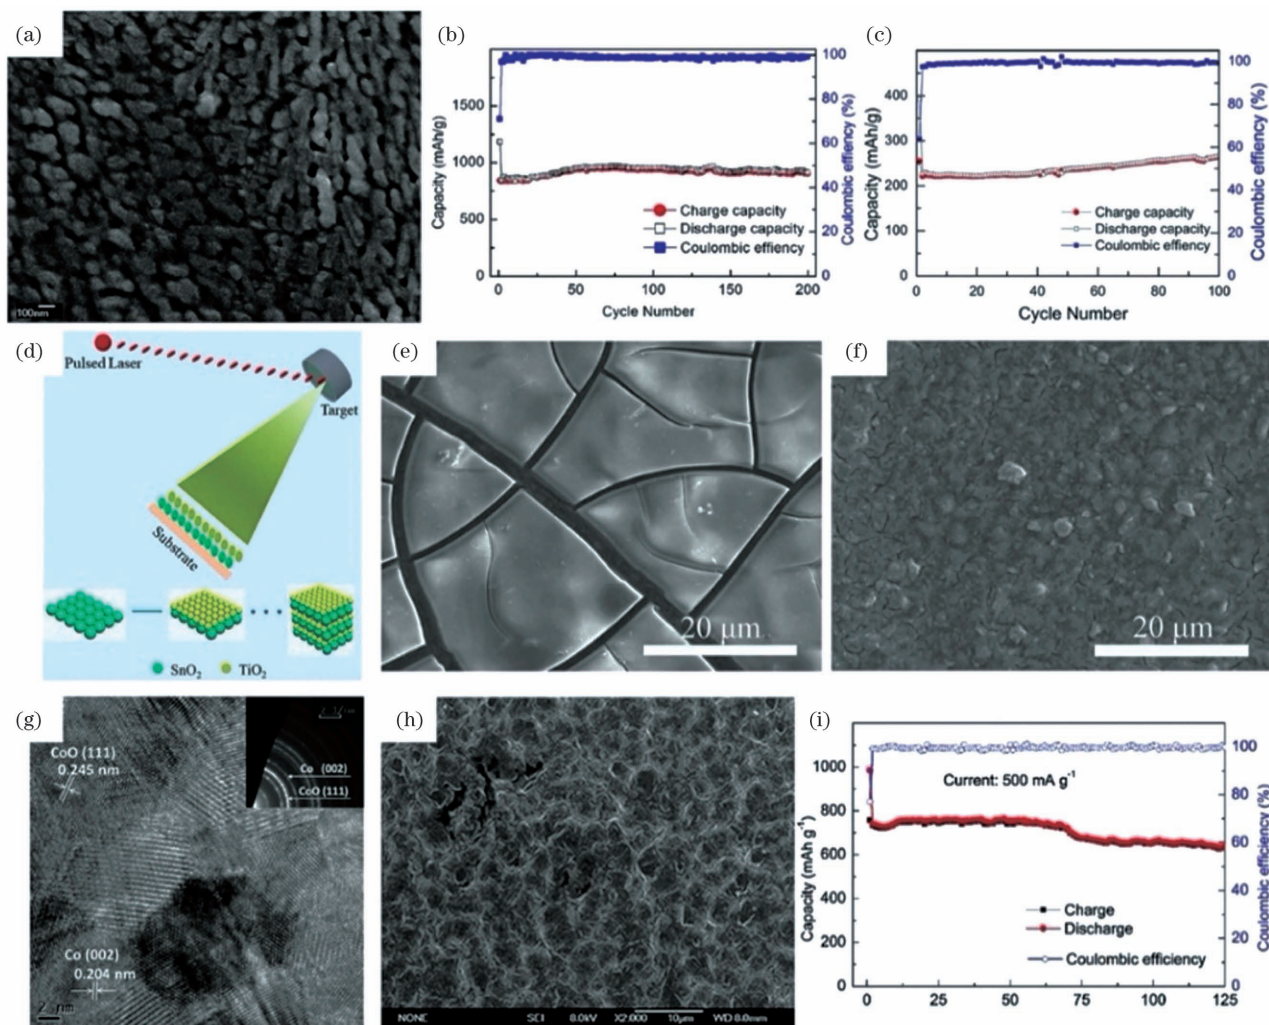 (a)
100nm
(b)
Capacity (mAh/g)
1500
1000
500
0
0 50 100 150 200
Cycle Number
Charge capacity
Discharge capacity
Coulombic effiency
100
80
60
40
20
0
Coulombic effiency (%)
(c)
Capacity (mAh/g)
400
300
200
100
0
0 20 40 60 80 100
Cycle Number
Charge capacity
Discharge capacity
Coulombic effiency
100
80
60
40
20
0
Coulombic effiency (%)
(d)
Pulsed Laser
Target
Substrate
SnO₂ TiO₂
(e)
20 μm
(f)
20 μm
(g)
CoO (111)
0.245 nm
Co (002)
CoO (111)
Co (002)
0.204 nm
2 nm
(h)
NONE SEI 8.0kV X2,000 10μm WD 8.0mm
(i)
Capacity (mAh g⁻¹)
1000
800
600
400
200
0
0 25 50 75 100 125
Current: 500 mA g⁻¹
Charge
Discharge
Coulombic efficiency
100
80
60
40
20
0
Coulombic efficiency (%)